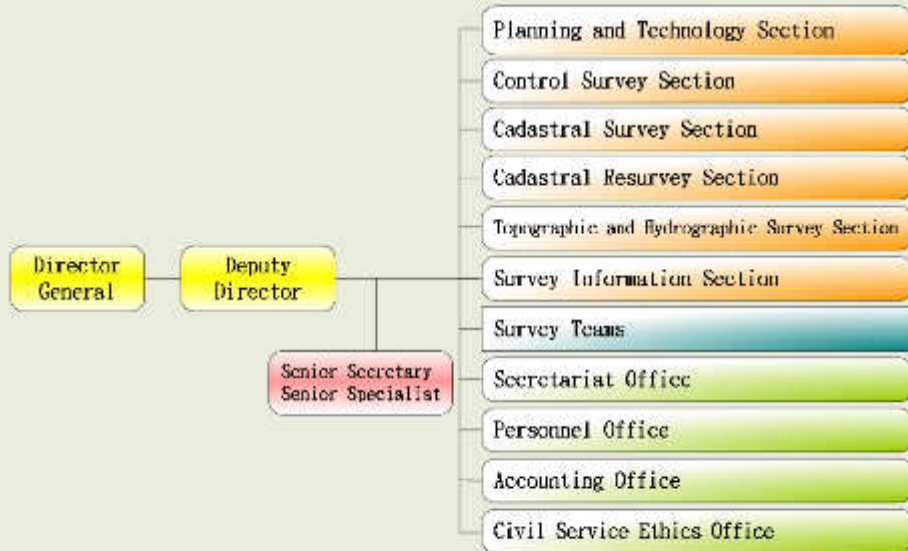 Planning and Technology Section
Control Survey Section
Cadastral Survey Section
Cadastral Resurvey Section
Topographic and Hydrographic Survey Section
Director
General
Deputy
Director
Survey Information Section
Survey Teams
Senior Secretary
Senior Specialist
Secretariat Office
Personnel Office
Accounting Office
Civil Service Ethics Office